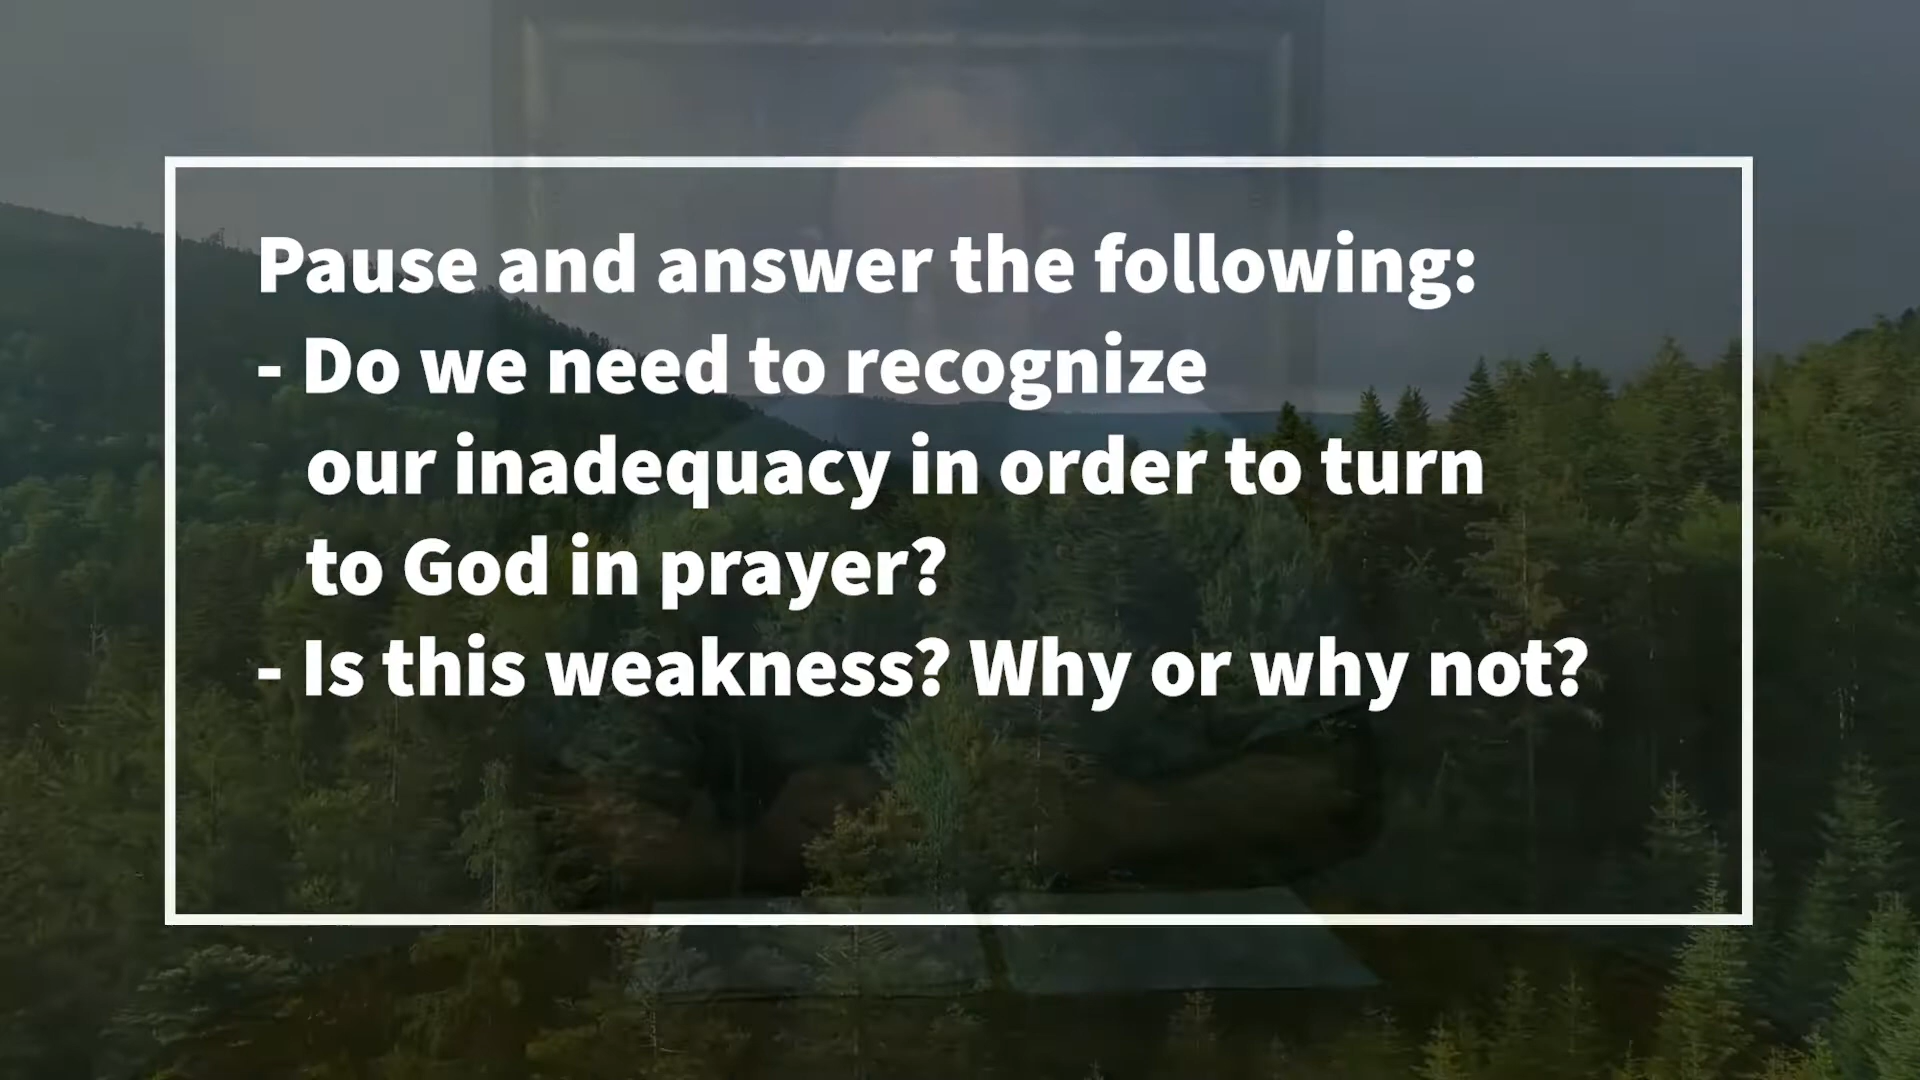 Pause and answer the following:
- Do we need to recognize
our inadequacy in order to turn
to God in prayer?
- Is this weakness? Why or why not?